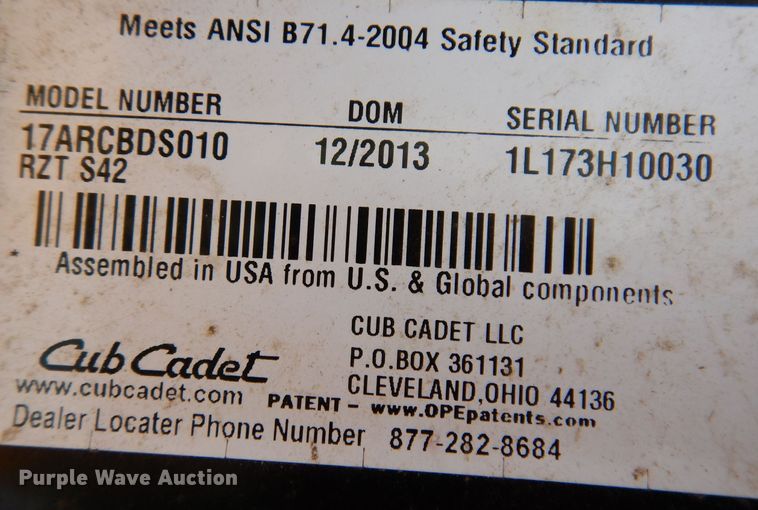 Meets ANSI B71.4-2004 Safety Standard
MODEL NUMBER DOM SERIAL NUMBER
17ARCBDS010 12/2013 1L173H10030
RZT S42
* Assembled in USA from U.S. & Global components
CUB CADET LLC
P.O.BOX 361131
CLEVELAND,OHIO 44136
Cub Cadet
www.cubcadet.com PATENT - www.OPEpatents.com
Dealer Locater Phone Number 877-282-8684
Purple Wave Auction